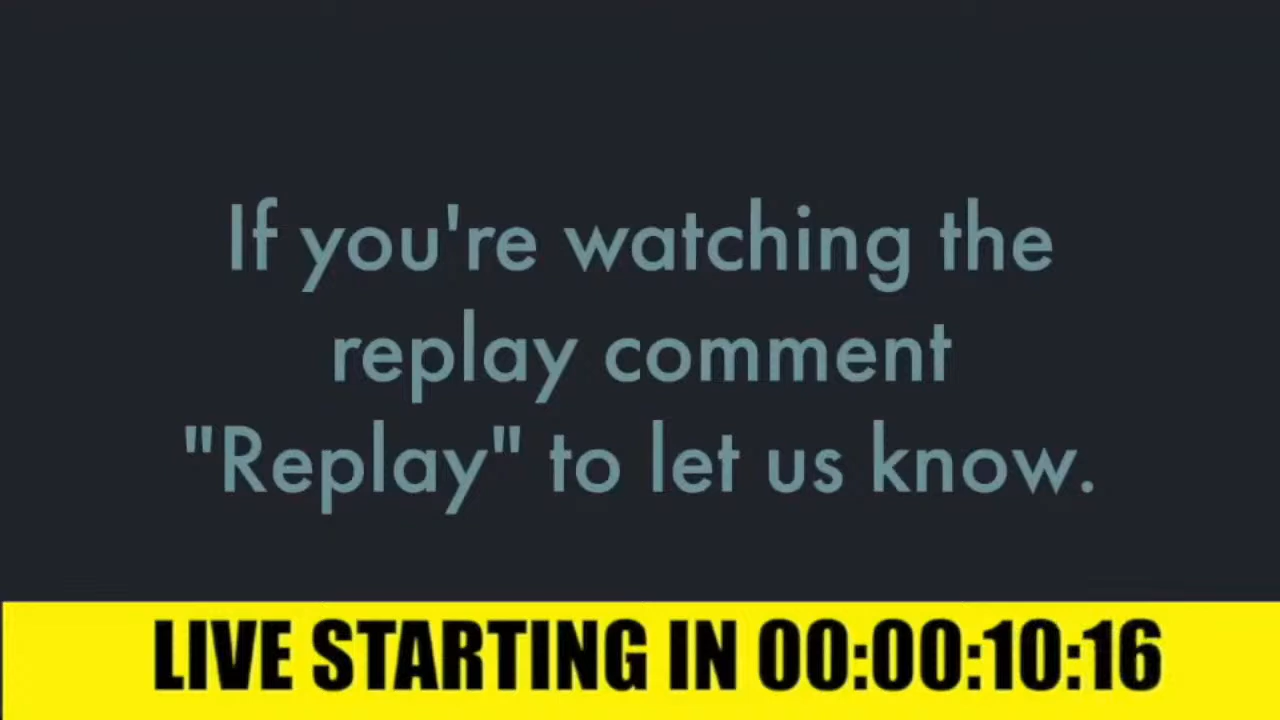 If you're watching the
replay comment
"Replay" to let us know.
LIVE STARTING IN 00:00:10:16